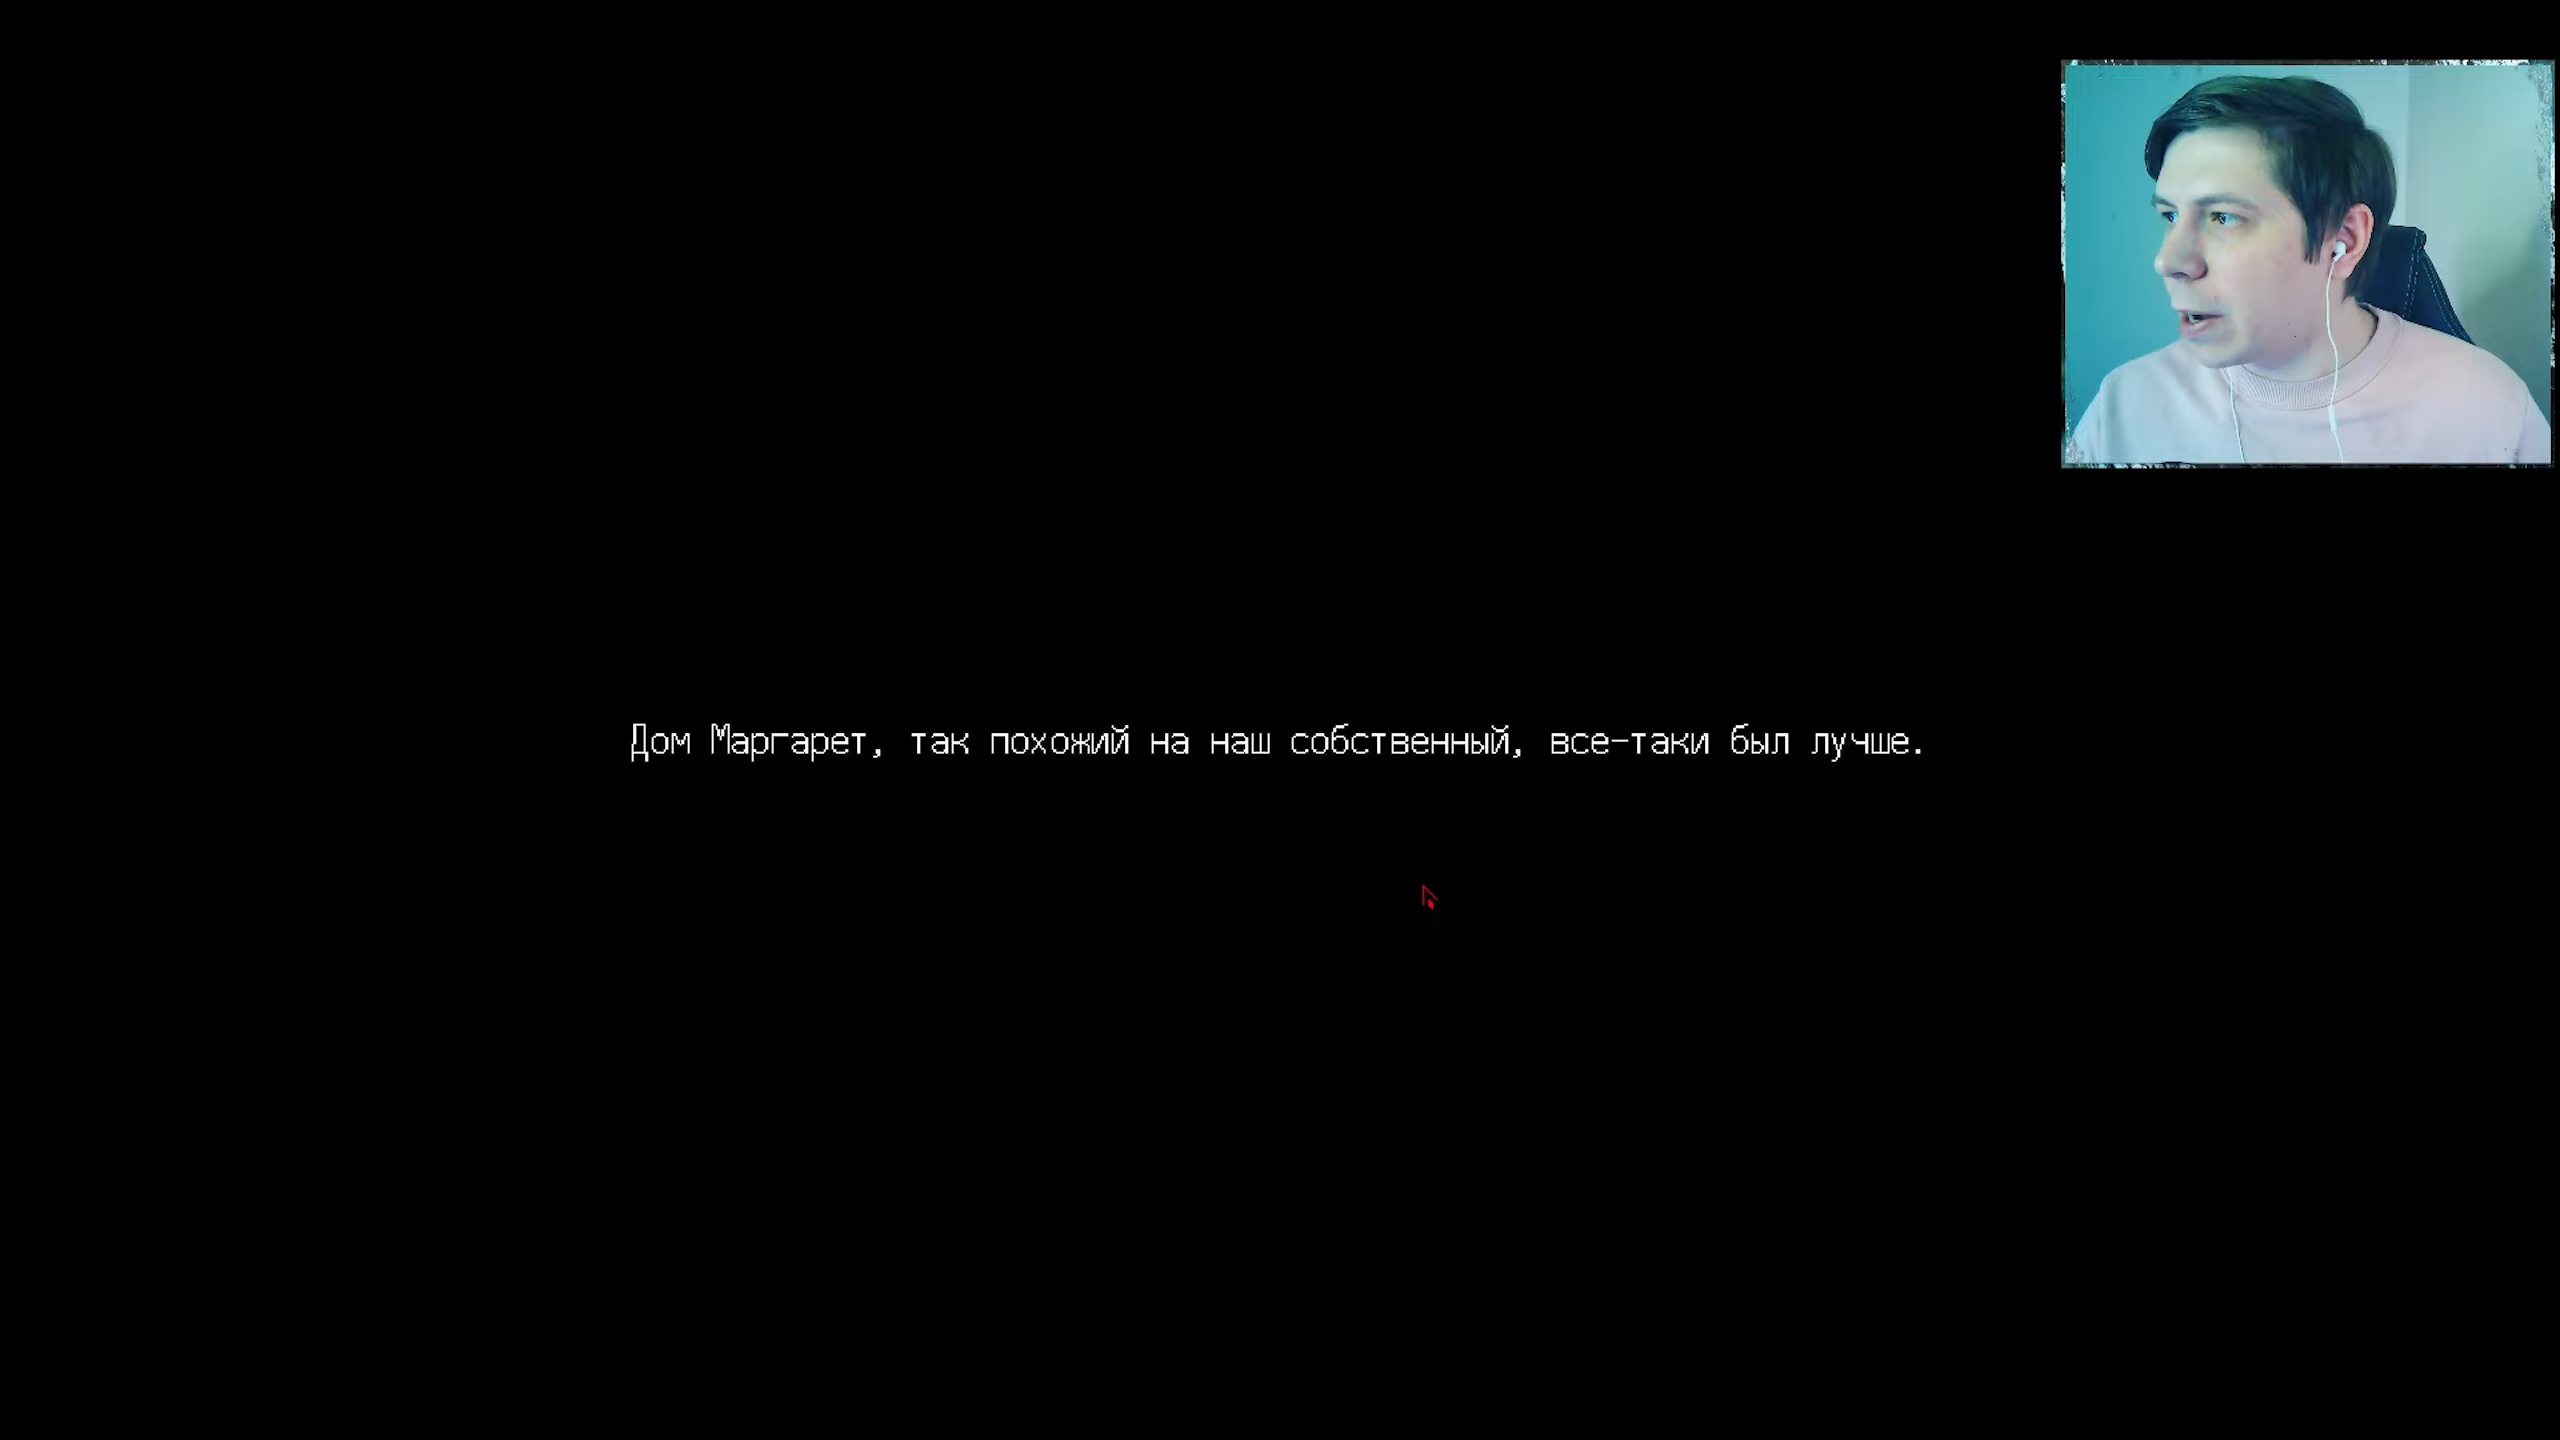 Дом Маргарет, так похожий на наш собственный, все-таки был лучше.